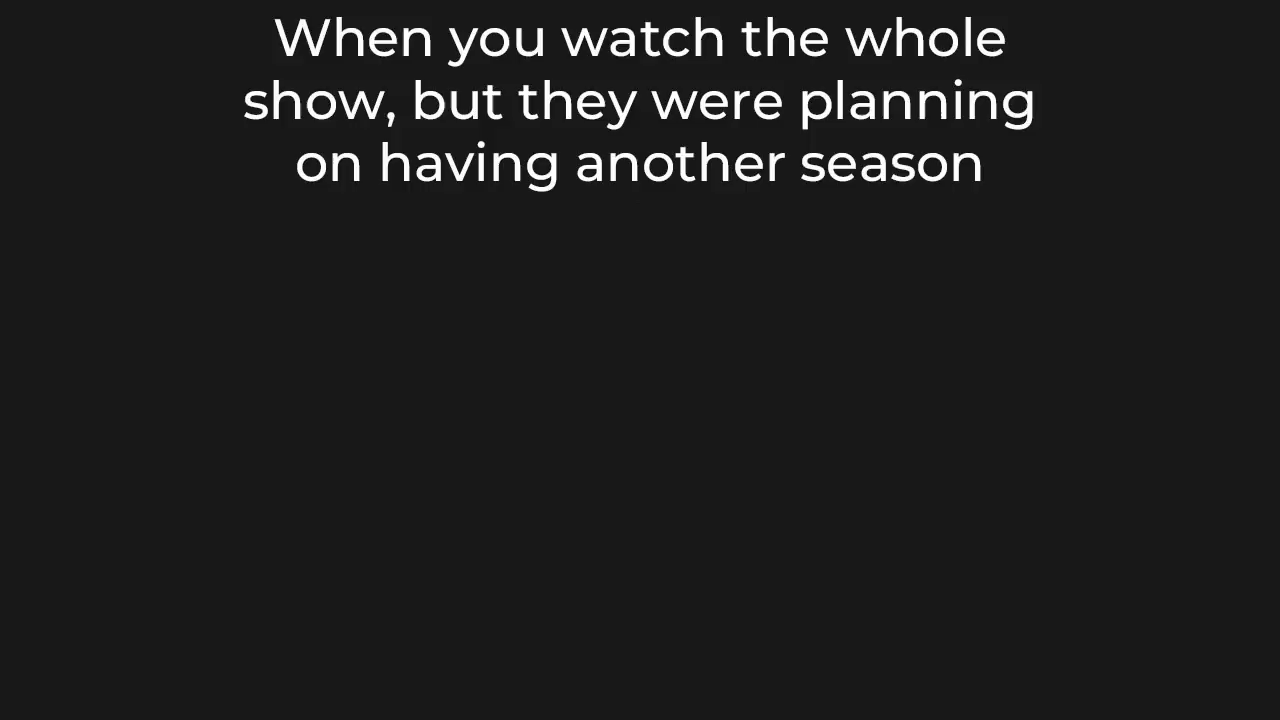 When you watch the whole
show, but they were planning
on having another season